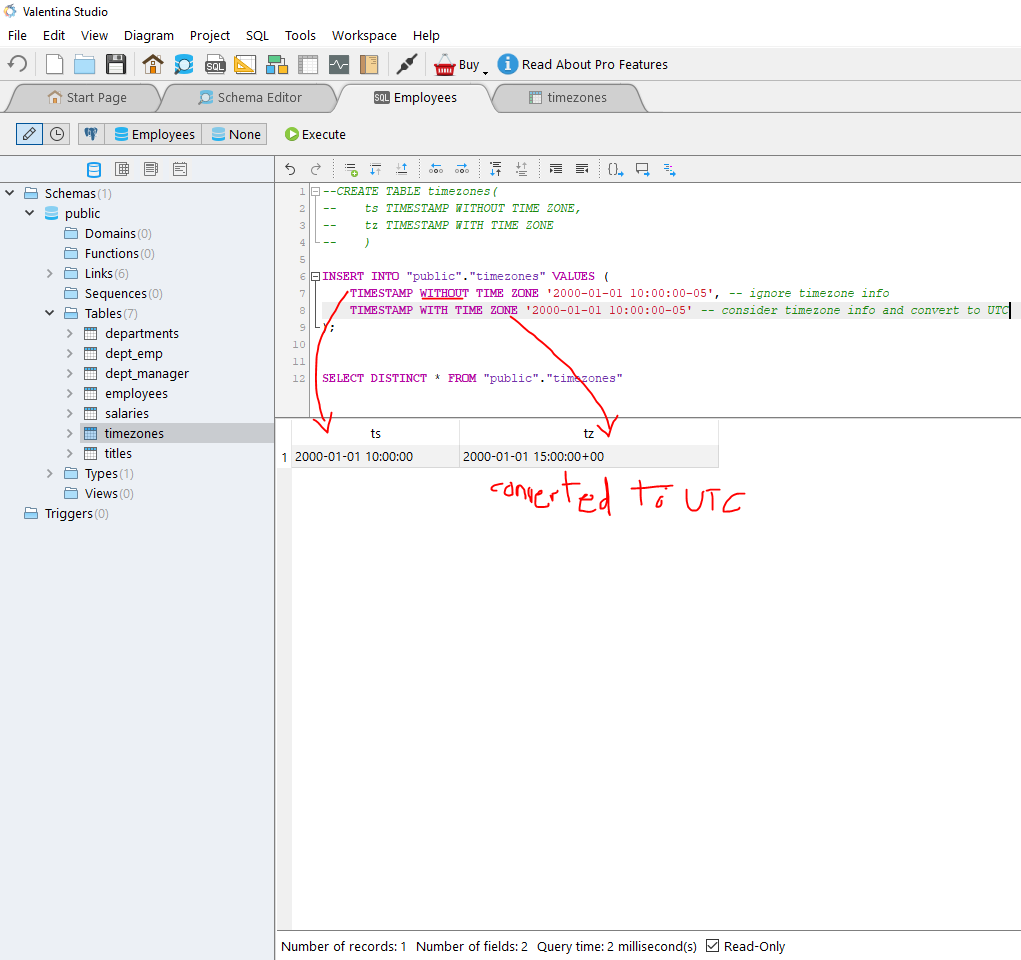 Valentina Studio
File Edit View Diagram Project SQL Tools Workspace Help
SQL Buy Read About Pro Features
Start Page Schema Editor SQL Employees timezones
Employees None Execute
Schemas(1)
public
Domains(0)
Functions(0)
Links(6)
Sequences(0)
Tables(7)
departments
dept_emp
dept_manager
employees
salaries
timezones
titles
Types(1)
Views(0)
Triggers(0)
1 --CREATE TABLE timezones(
2 -- ts TIMESTAMP WITHOUT TIME ZONE,
3 -- tz TIMESTAMP WITH TIME ZONE
4 -- )
5
6 INSERT INTO "public"."timezones" VALUES (
7 TIMESTAMP WITHOUT TIME ZONE '2000-01-01 10:00:00-05', -- ignore timezone info
8 TIMESTAMP WITH TIME ZONE '2000-01-01 10:00:00-05' -- consider timezone info and convert to UTC
9 );
10
11
12 SELECT DISTINCT * FROM "public"."timezones"
ts tz
1 2000-01-01 10:00:00 2000-01-01 15:00:00+00
converted to UTC
Number of records: 1 Number of fields: 2 Query time: 2 millisecond(s) Read-Only